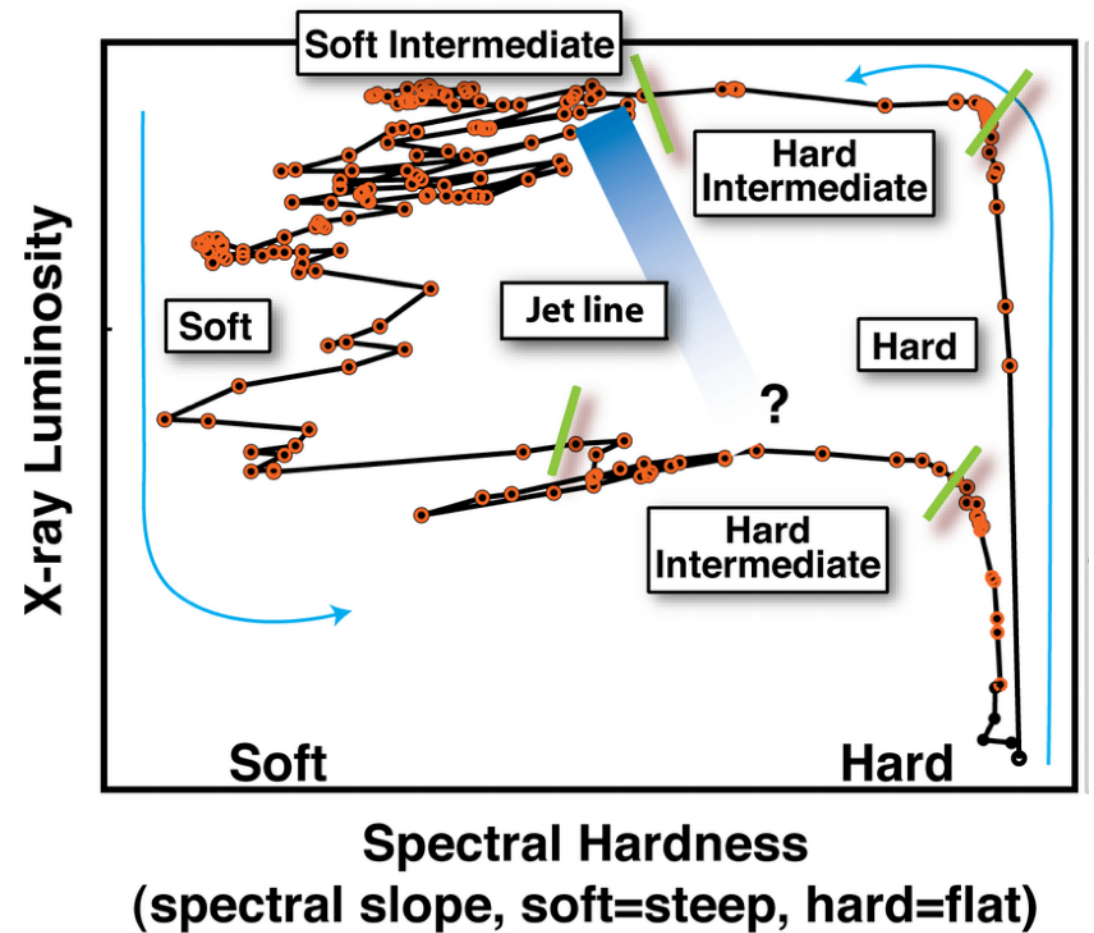 Soft Intermediate
Hard
Intermediate
Jet line
Soft
Hard
?
Hard
Intermediate
Soft
Hard
X-ray Luminosity
Spectral Hardness
(spectral slope, soft=steep, hard=flat)